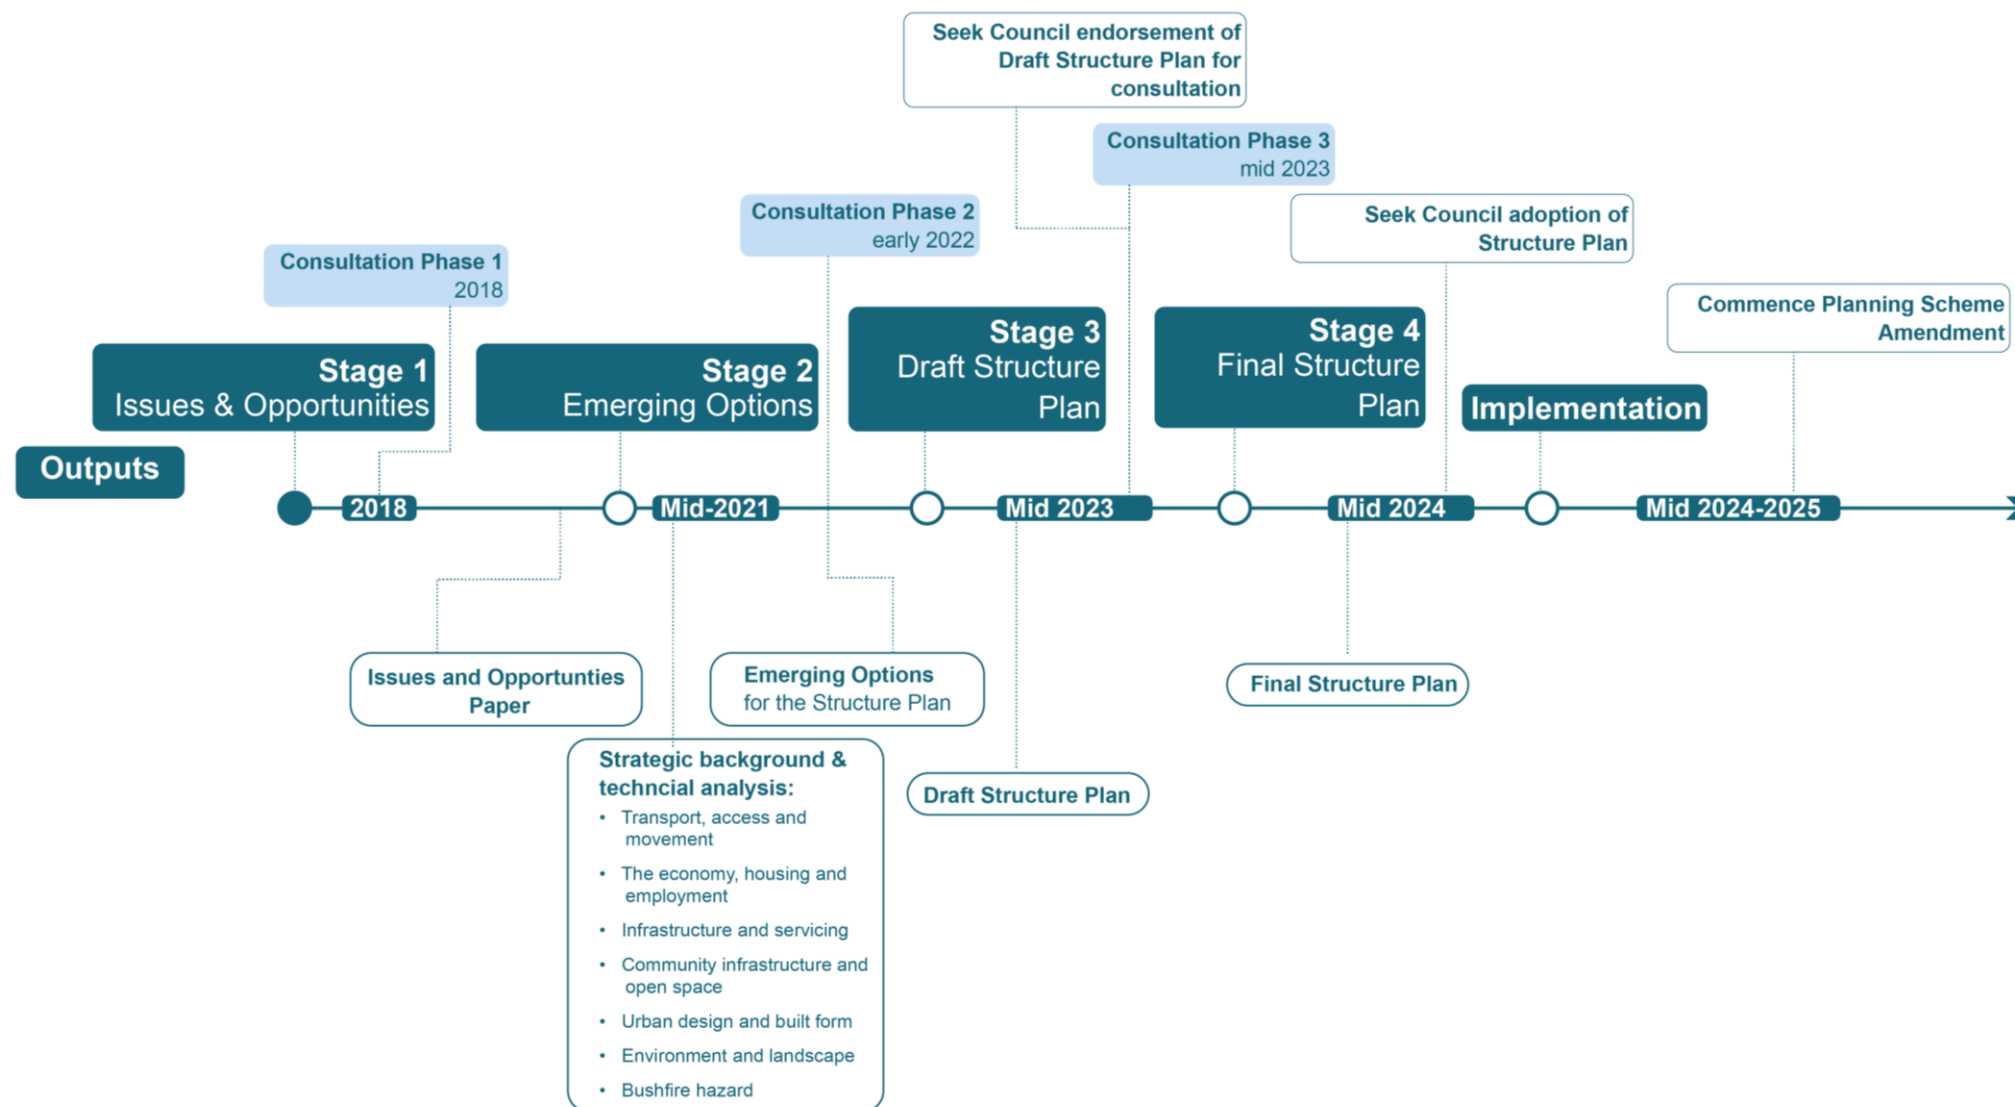 Seek Council endorsement of
Draft Structure Plan for
consultation
Consultation Phase 3
mid 2023
Consultation Phase 2
early 2022
Seek Council adoption of
Structure Plan
Consultation Phase 1
2018
Commence Planning Scheme
Amendment
Stage 1
Issues & Opportunities
Stage 2
Emerging Options
Stage 3
Draft Structure
Plan
Stage 4
Final Structure
Plan
Implementation
Outputs
2018
Mid-2021
Mid 2023
Mid 2024
Mid 2024-2025
Issues and Opportunties
Paper
Emerging Options
for the Structure Plan
Final Structure Plan
Strategic background &
techncial analysis:
• Transport, access and
movement
• The economy, housing and
employment
• Infrastructure and servicing
• Community infrastructure and
open space
• Urban design and built form
• Environment and landscape
• Bushfire hazard
Draft Structure Plan